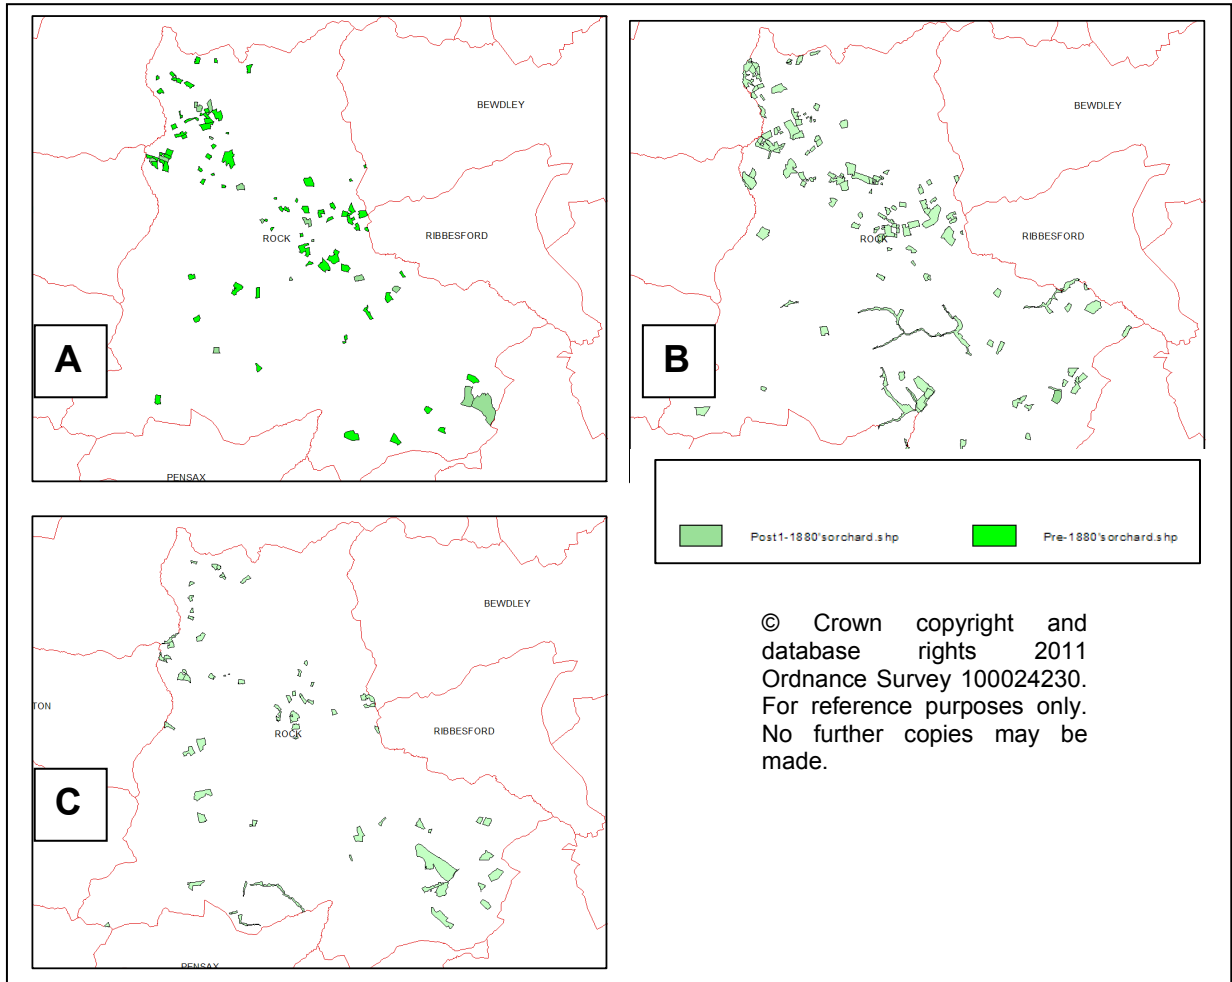 BEWDLEY
RIBBESFORD
ROCK
A
PENSAX
BEWDLEY
RIBBESFORD
ROCK
B
Post1-1880'sorchard.shp
Pre-1880'sorchard.shp
BEWDLEY
TON
RIBBESFORD
ROCK
C
PENSAX
© Crown copyright and
database rights 2011
Ordnance Survey 100024230.
For reference purposes only.
No further copies may be
made.